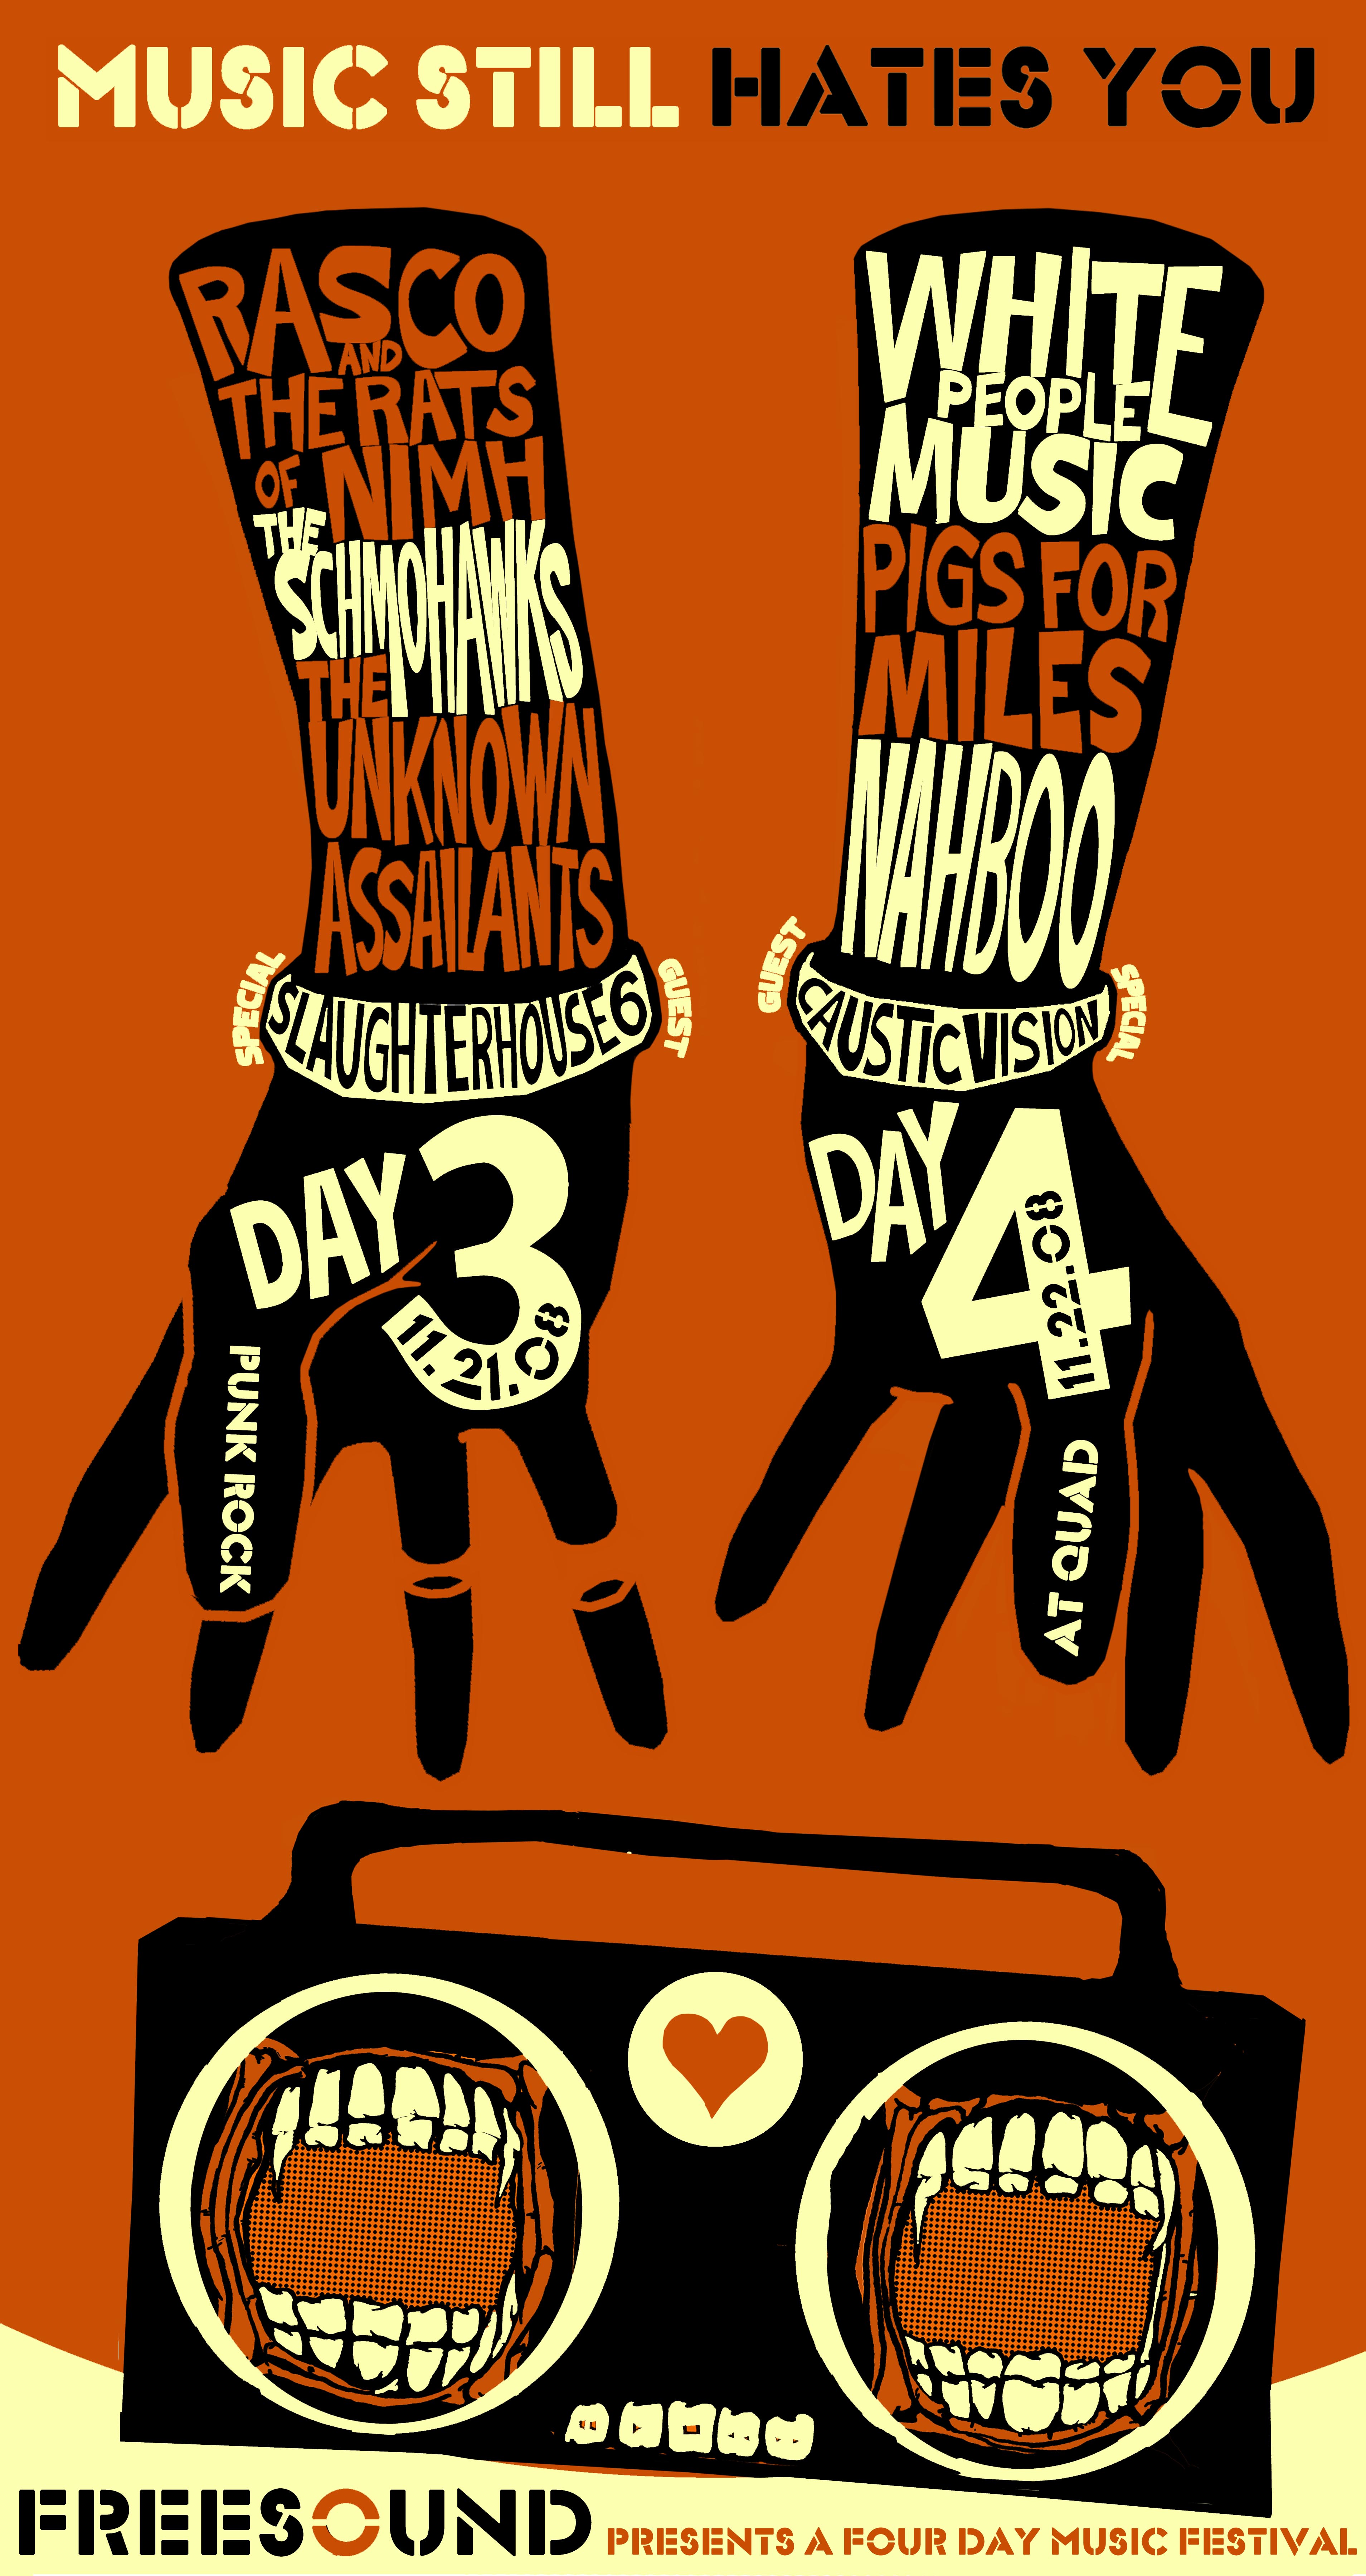 MUSIC STILL HATES YOU
RASCO
AND
THE RATS
OF NIMH
THE
SCHMOHAWKS
THE
UNKNOWN
ASSAILANTS
SPECIAL
GUEST
SLAUGHTERHOUSE6
DAY 3
11.21.08
PUNK ROCK
WHITE
PEOPLE
MUSIC
PIGS FOR
MILES
NAHBOO
GUEST
SPECIAL
CAUSTIC VISION
DAY 4
11.22.08
AT QUAD
FREESOUND PRESENTS A FOUR DAY MUSIC FESTIVAL